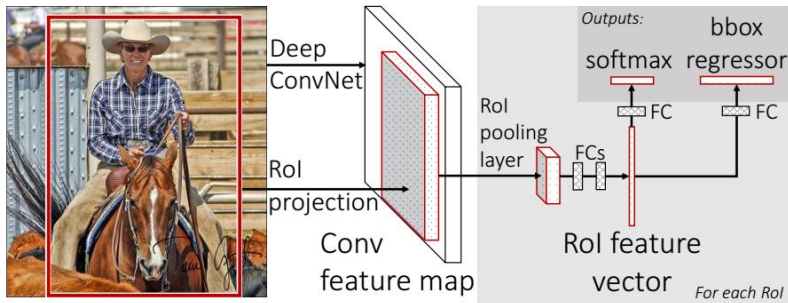 Deep
ConvNet
RoI
projection
Conv
feature map
RoI
pooling
layer
FCs
RoI feature
vector
Outputs:
softmax
FC
bbox
regressor
FC
For each RoI